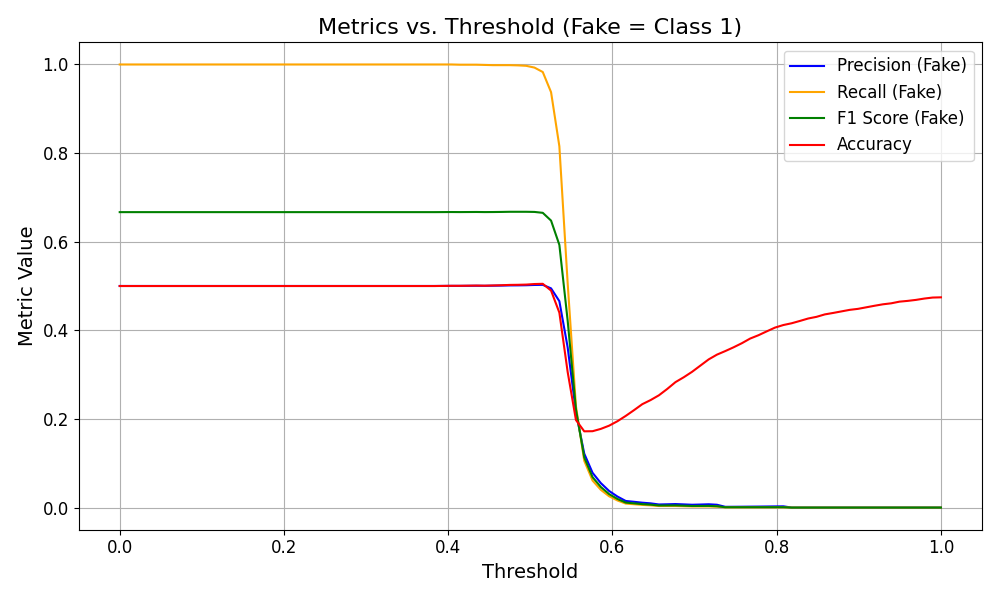 Metrics vs. Threshold (Fake = Class 1)
Precision (Fake)
Recall (Fake)
F1 Score (Fake)
Accuracy
Metric Value
1.0
0.8
0.6
0.4
0.2
0.0
0.0 0.2 0.4 0.6 0.8 1.0
Threshold